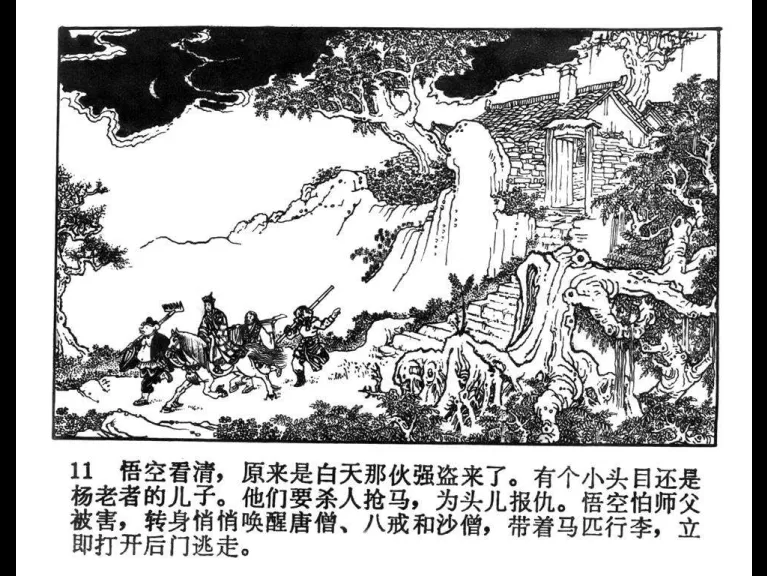 11 悟空看清，原来是白天那伙强盗来了。有个小头目还是
杨老者的儿子。他们要杀人抢马，为头儿报仇。悟空怕师父
被害，转身悄悄唤醒唐僧、八戒和沙僧，带着马匹行李，立
即打开后门逃走。